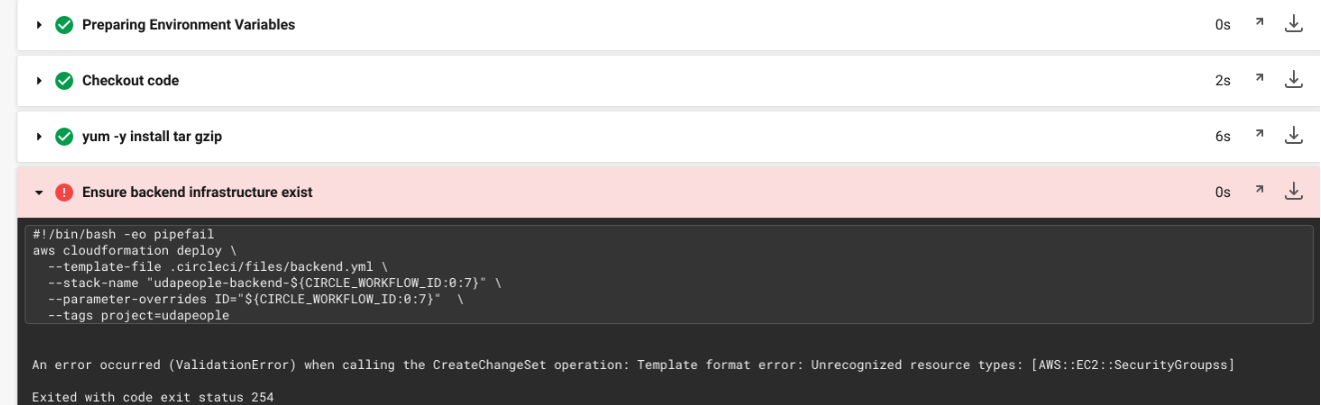 Preparing Environment Variables 0s
Checkout code 2s
yum -y install tar gzip 6s
Ensure backend infrastructure exist 0s
#!/bin/bash -eo pipefail
aws cloudformation deploy \
  --template-file .circleci/files/backend.yml \
  --stack-name "udapeople-backend-${CIRCLE_WORKFLOW_ID:0:7}" \
  --parameter-overrides ID="${CIRCLE_WORKFLOW_ID:0:7}"  \
  --tags project=udapeople
An error occurred (ValidationError) when calling the CreateChangeSet operation: Template format error: Unrecognized resource types: [AWS::EC2::SecurityGroupss]
Exited with code exit status 254